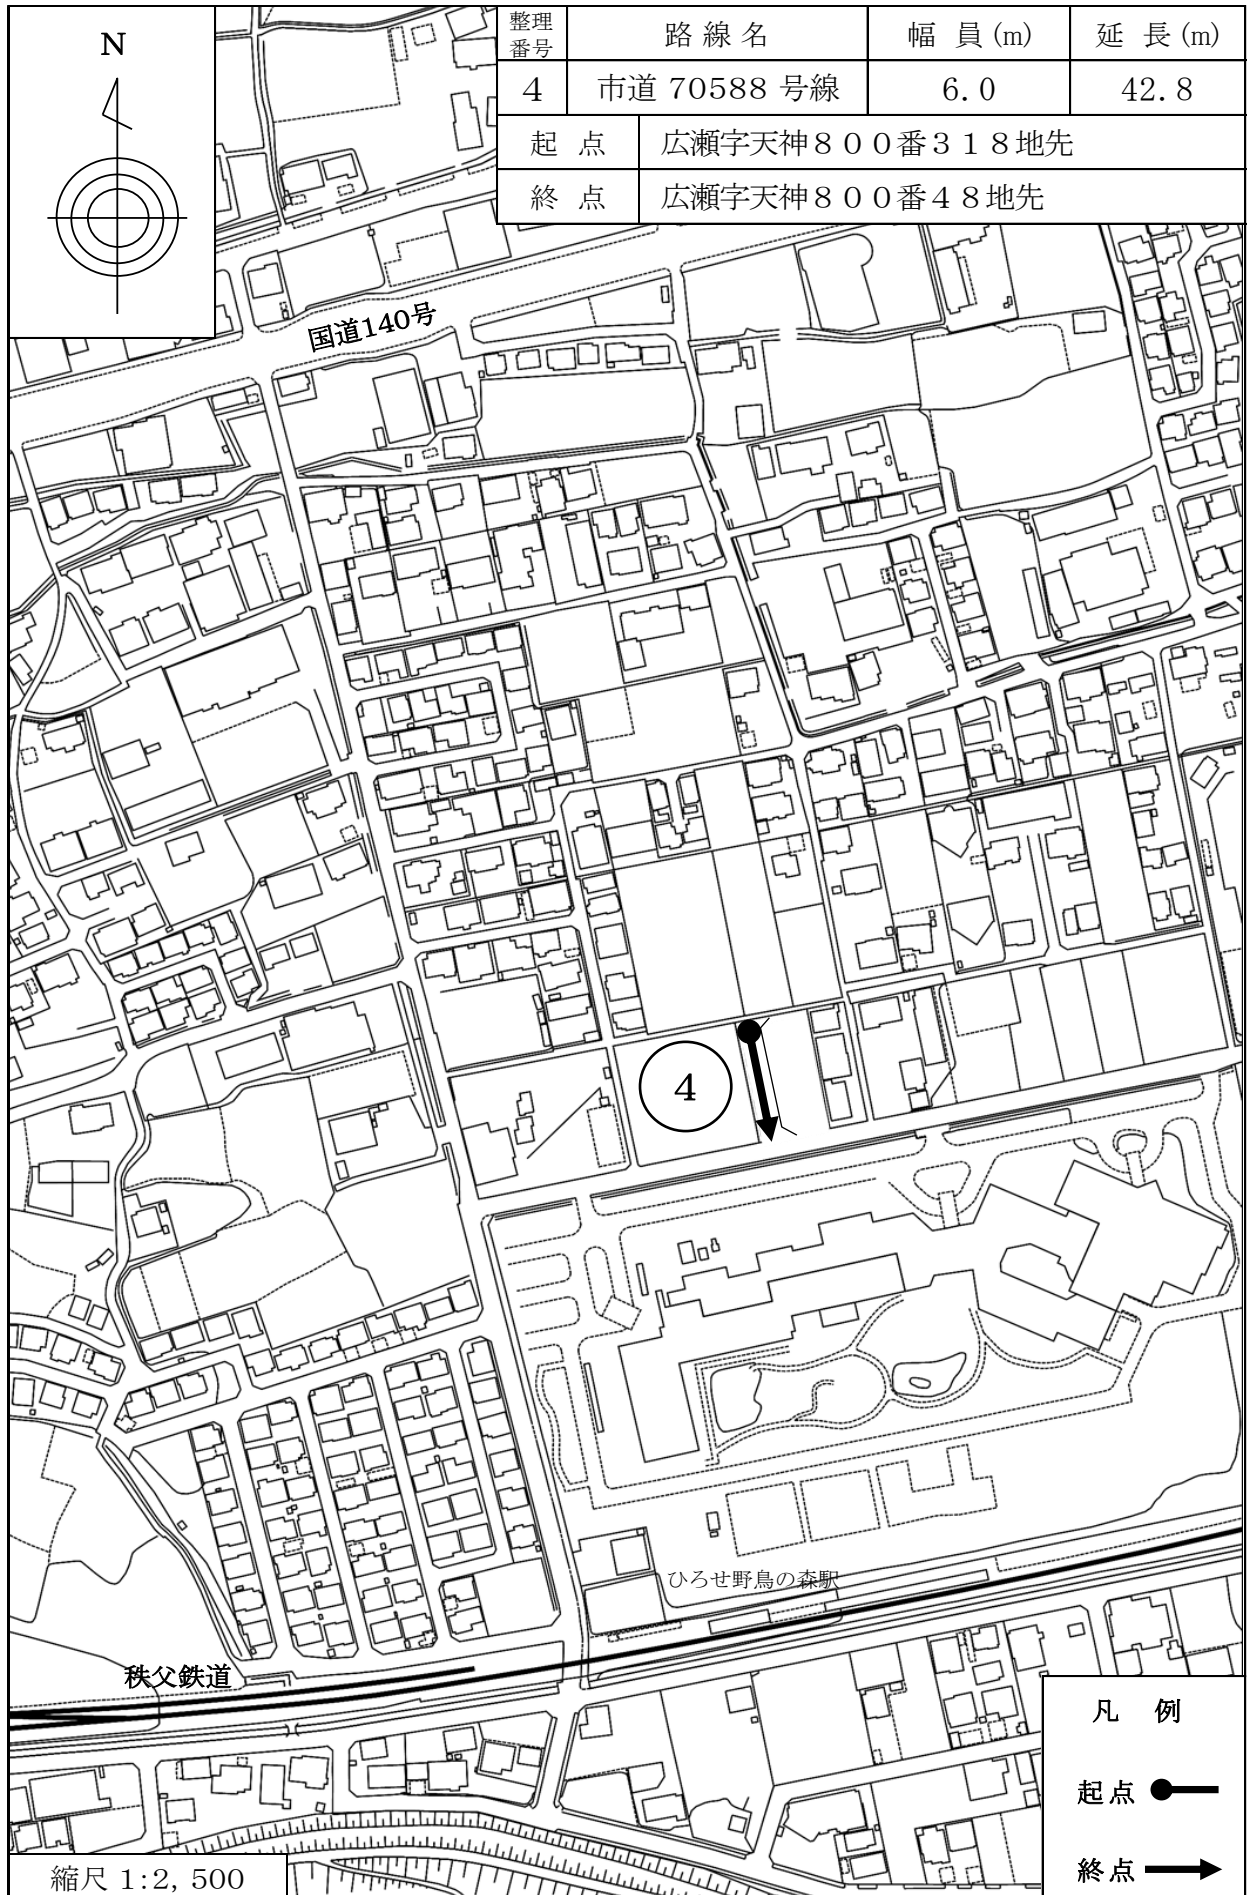 N
整理番号 路線名 幅員(m) 延長(m)
4 市道 70588 号線 6.0 42.8
起点 広瀬字天神８００番３１８地先
終点 広瀬字天神８００番４８地先
国道140号
4
ひろせ野鳥の森駅
秩父鉄道
凡例
起点
終点
縮尺 1:2,500